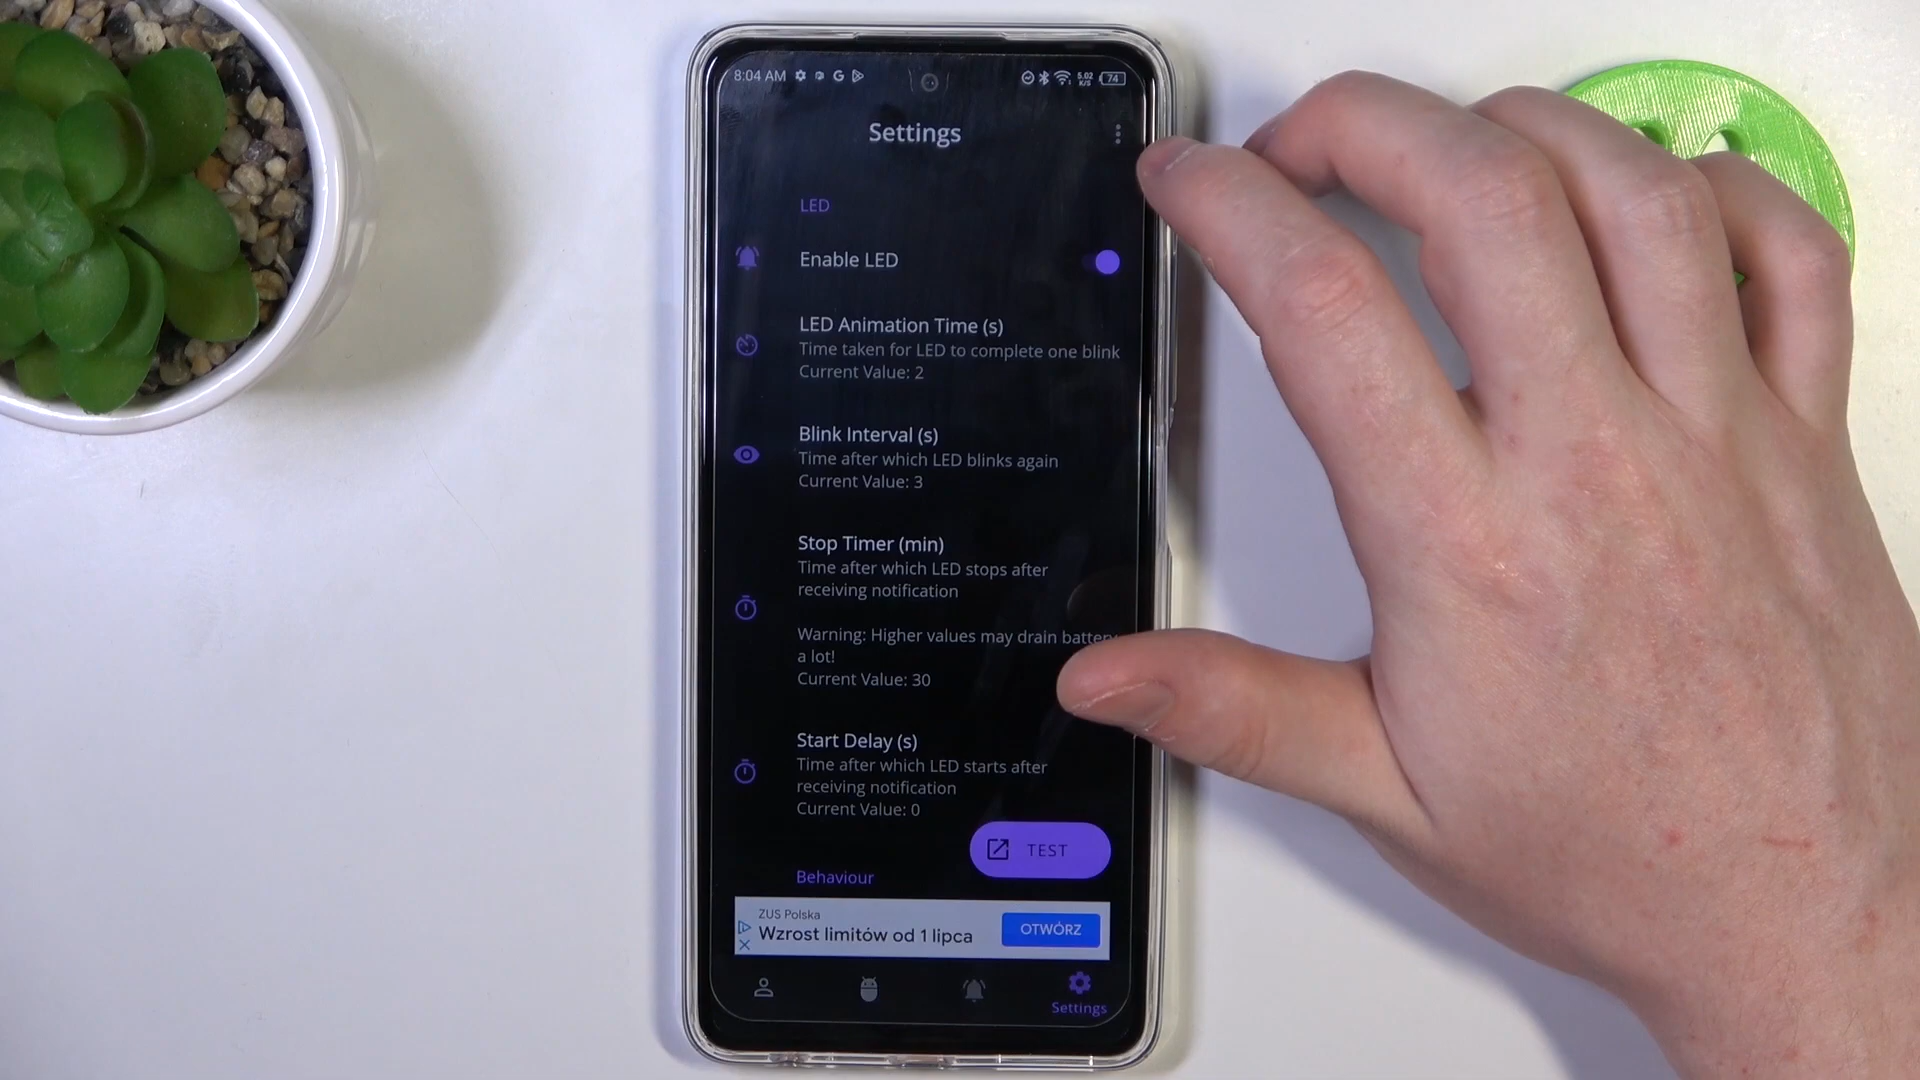 8:04 AM G 5.02 K/S 74
Settings
LED
Enable LED
LED Animation Time (s)
Time taken for LED to complete one blink
Current Value: 2
Blink Interval (s)
Time after which LED blinks again
Current Value: 3
Stop Timer (min)
Time after which LED stops after
receiving notification
Warning: Higher values may drain battery
a lot!
Current Value: 30
Start Delay (s)
Time after which LED starts after
receiving notification
Current Value: 0
TEST
Behaviour
ZUS Polska
Wzrost limitów od 1 lipca
OTWÓRZ
Settings